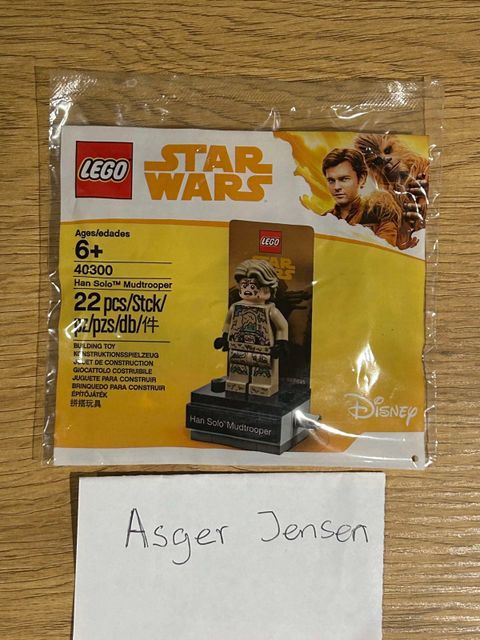 LEGO
STAR
WARS
Ages/edades
6+
40300
Han Solo™ Mudtrooper
22 pcs/Stck/
pz/pzs/db/件
BUILDING TOY
KONSTRUKTIONSSPIELZEUG
JOUET DE CONSTRUCTION
GIOCATTOLO COSTRUIBILE
JUGUETE PARA CONSTRUIR
BRINQUEDO PARA CONSTRUIR
ÉPÍTŐJÁTÉK
拼搭玩具
LEGO
STAR
WARS
Han Solo™ Mudtrooper
Disney
Asger Jensen